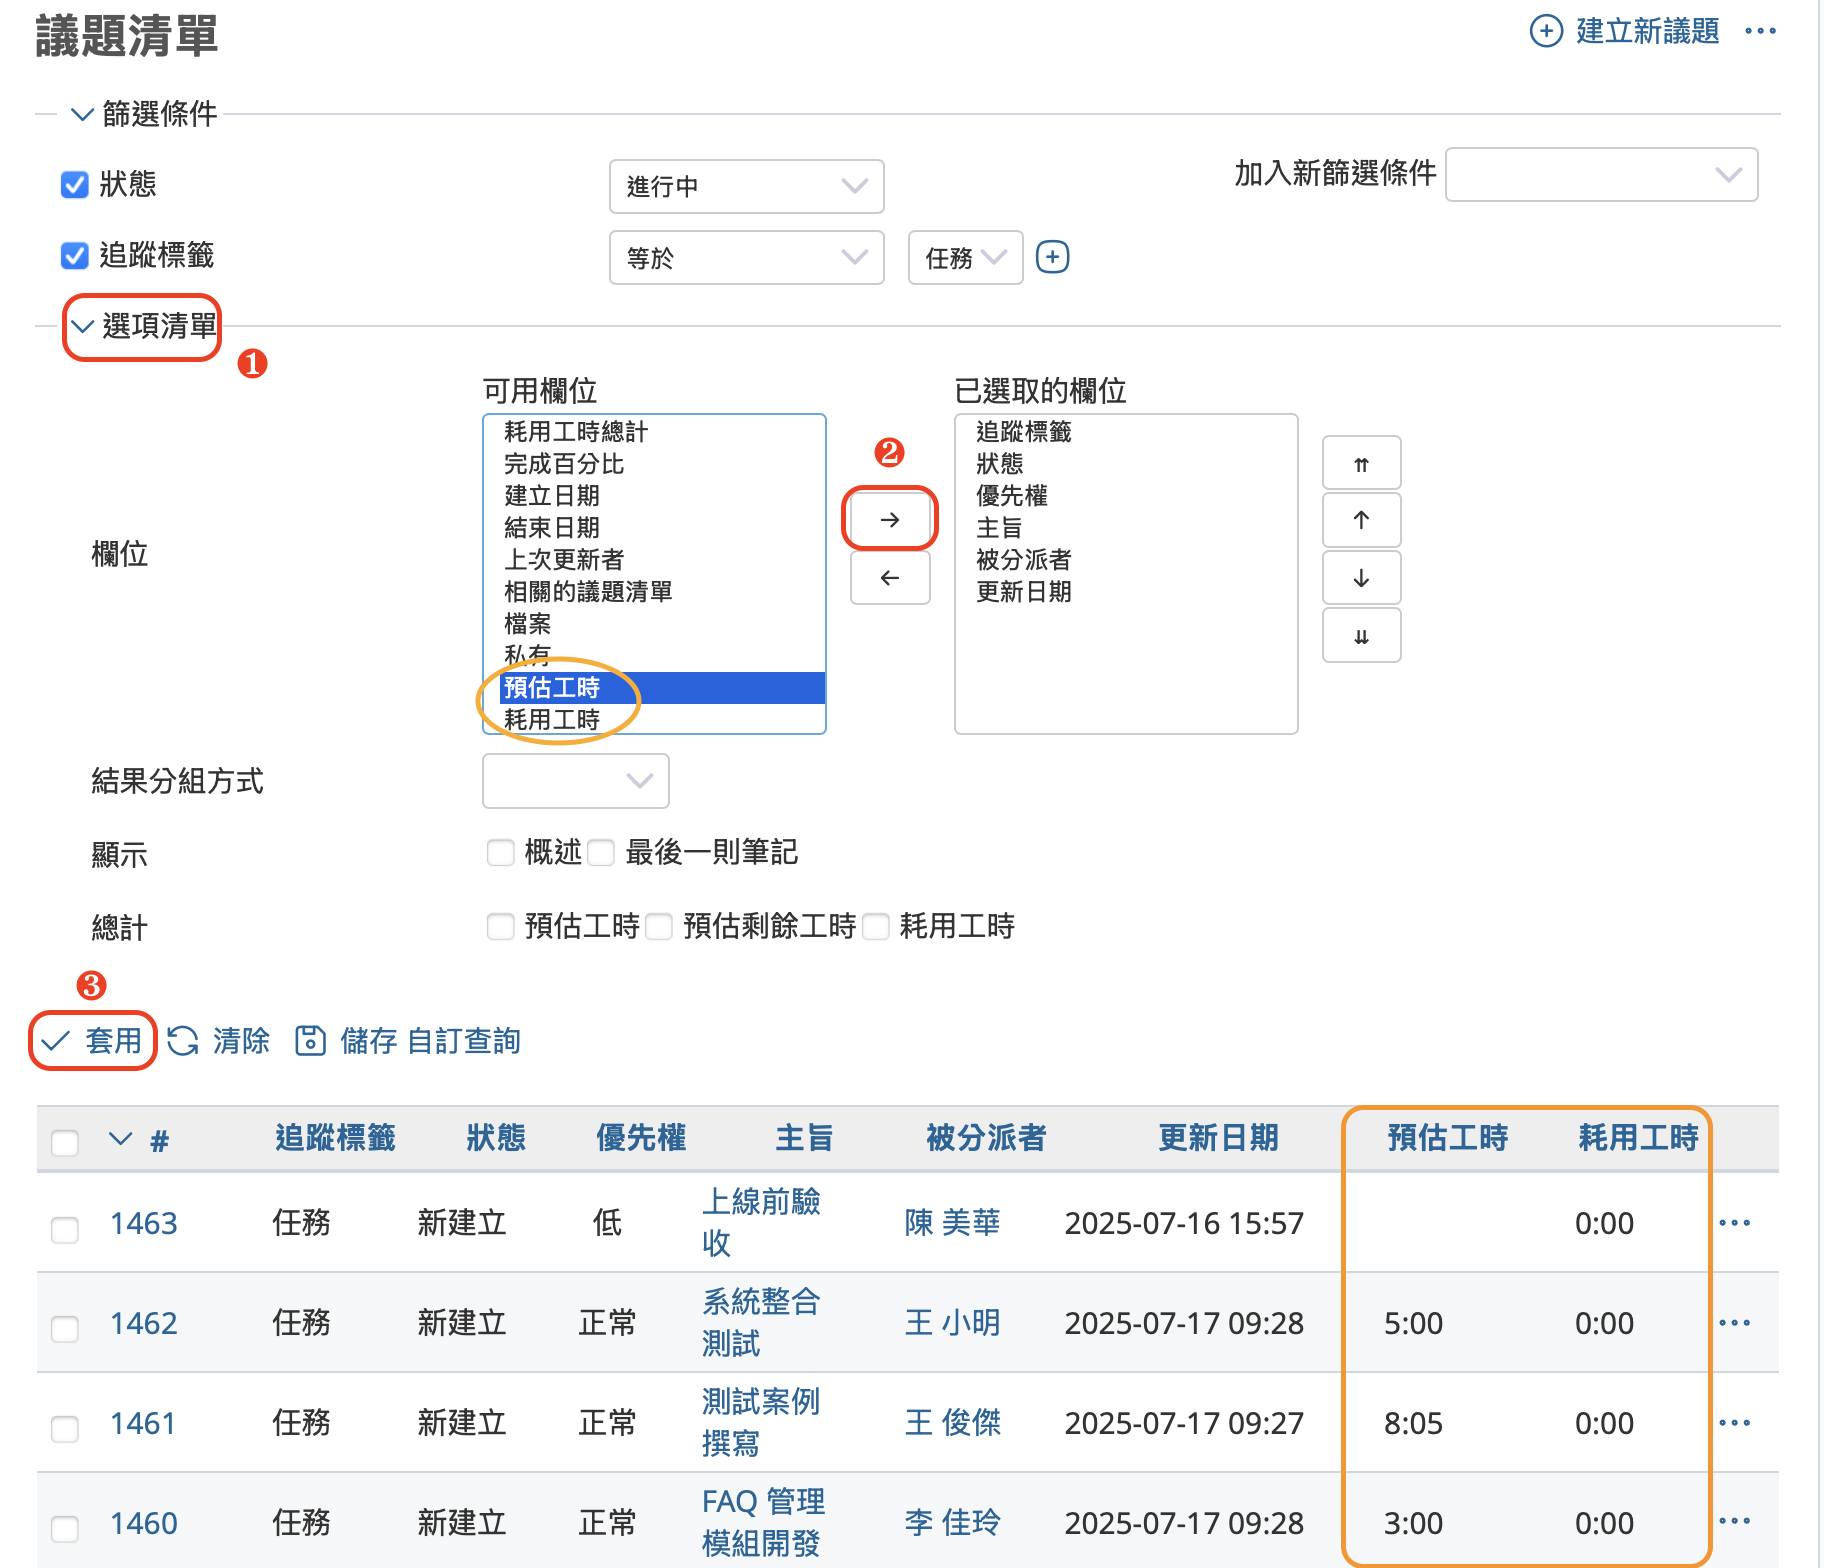 議題清單
建立新議題
篩選條件
狀態
進行中
加入新篩選條件
追蹤標籤
等於
任務
選項清單
1
可用欄位
已選取的欄位
欄位
耗用工時總計
完成百分比
建立日期
結束日期
上次更新者
相關的議題清單
檔案
私有
預估工時
耗用工時
2
→
←
追蹤標籤
狀態
優先權
主旨
被分派者
更新日期
⇈
↑
↓
⇊
結果分組方式
顯示
概述 最後一則筆記
總計
預估工時 預估剩餘工時 耗用工時
3
套用 清除 儲存 自訂查詢
# 追蹤標籤 狀態 優先權 主旨 被分派者 更新日期 預估工時 耗用工時
1463 任務 新建立 低 上線前驗收 陳 美華 2025-07-16 15:57 0:00
1462 任務 新建立 正常 系統整合測試 王 小明 2025-07-17 09:28 5:00 0:00
1461 任務 新建立 正常 測試案例撰寫 王 俊傑 2025-07-17 09:27 8:05 0:00
1460 任務 新建立 正常 FAQ 管理模組開發 李 佳玲 2025-07-17 09:28 3:00 0:00